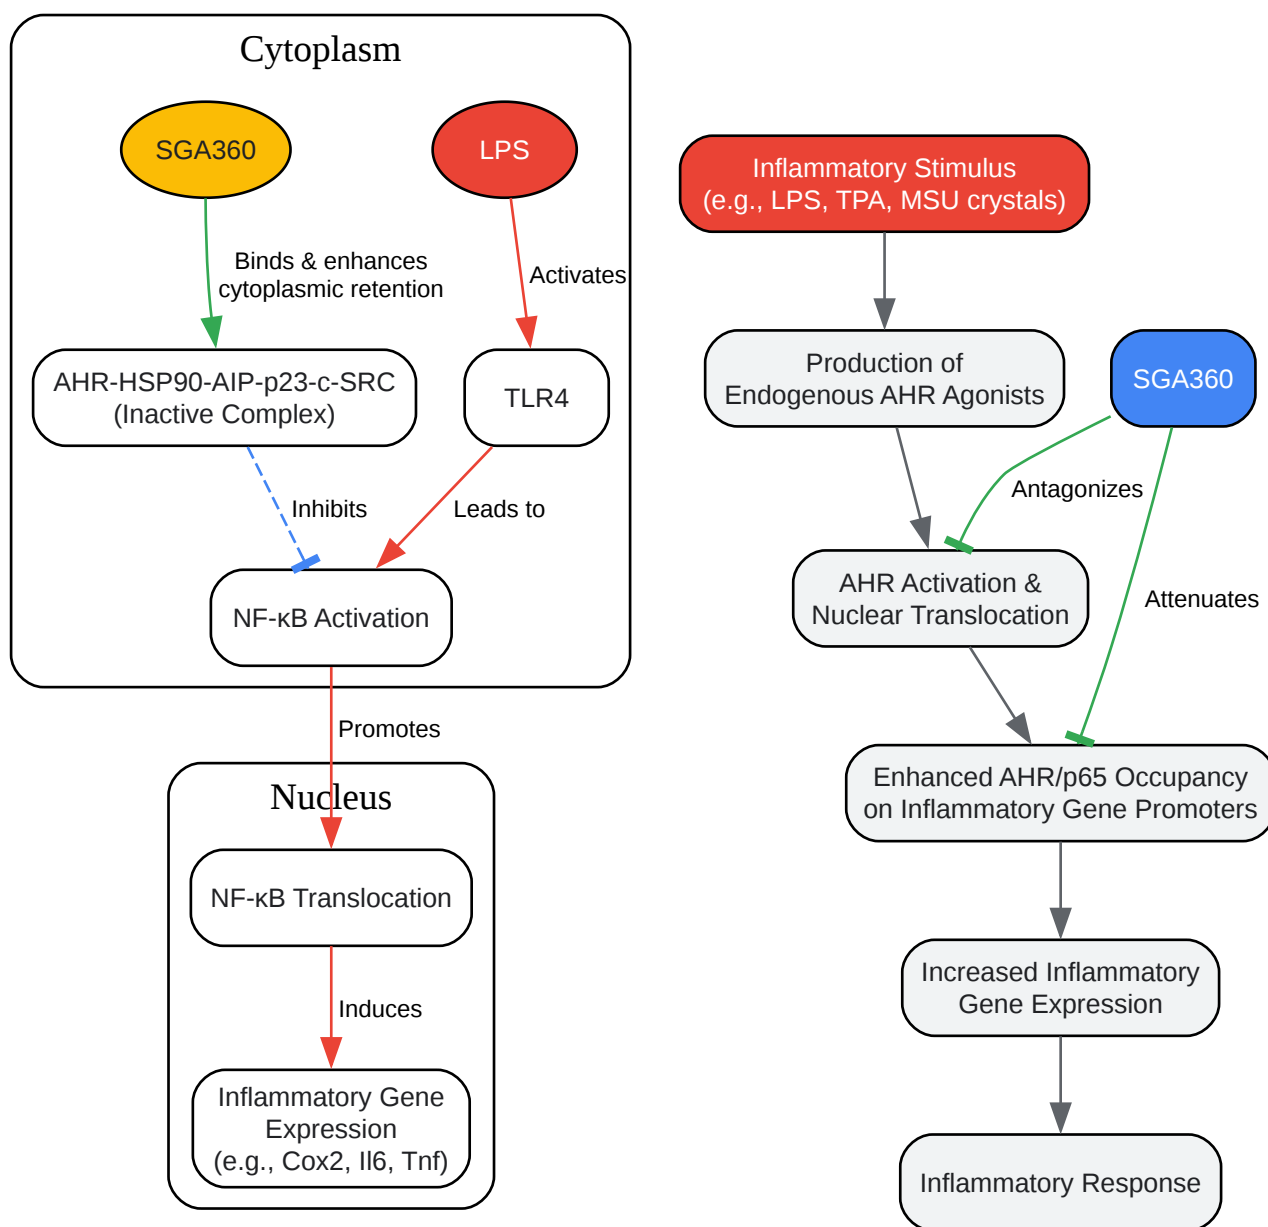 Cytoplasm
SGA360
LPS
Binds & enhances
cytoplasmic retention
Activates
AHR-HSP90-AIP-p23-c-SRC
(Inactive Complex)
TLR4
Inhibits
Leads to
NF-κB Activation
Promotes
Nucleus
NF-κB Translocation
Induces
Inflammatory Gene
Expression
(e.g., Cox2, Il6, Tnf)
Inflammatory Stimulus
(e.g., LPS, TPA, MSU crystals)
Production of
Endogenous AHR Agonists
SGA360
Antagonizes
AHR Activation &
Nuclear Translocation
Attenuates
Enhanced AHR/p65 Occupancy
on Inflammatory Gene Promoters
Increased Inflammatory
Gene Expression
Inflammatory Response